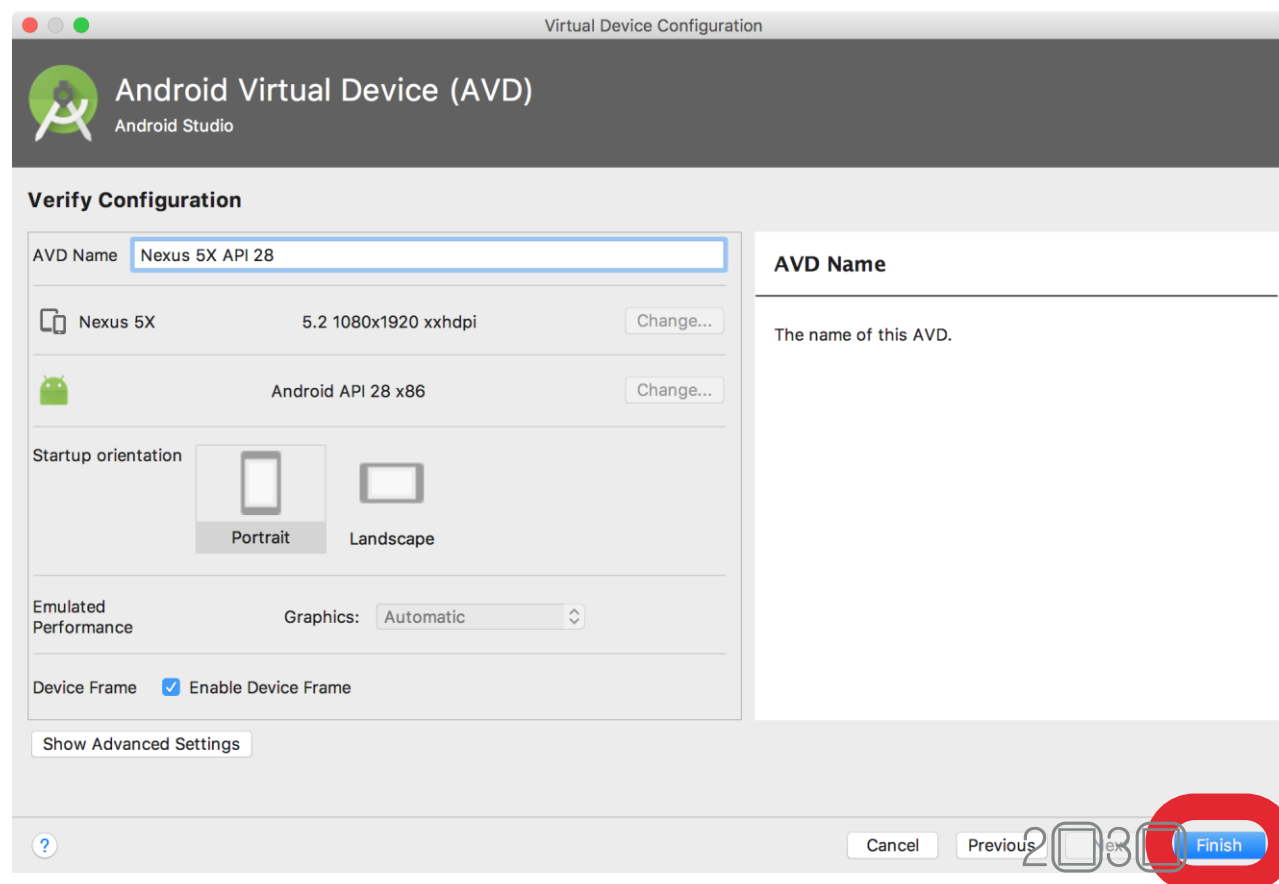 Virtual Device Configuration
Android Virtual Device (AVD)
Android Studio
Verify Configuration
AVD Name Nexus 5X API 28
Nexus 5X 5.2 1080x1920 xxhdpi Change...
Android API 28 x86 Change...
Startup orientation
Portrait Landscape
Emulated
Performance
Graphics: Automatic
Device Frame Enable Device Frame
Show Advanced Settings
AVD Name
The name of this AVD.
? Cancel Previous Finish